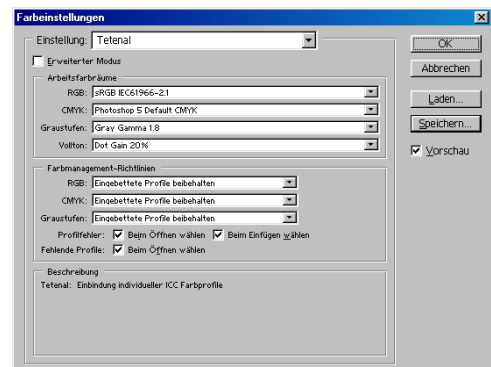 Farbeinstellungen
Einstellung: Tetenal
OK
Erweiterter Modus
Abbrechen
Arbeitsfarbräume
RGB: sRGB IEC61966-2.1
Laden...
CMYK: Photoshop 5 Default CMYK
Graustufen: Gray Gamma 1.8
Speichern...
Vollton: Dot Gain 20%
Vorschau
Farbmanagement-Richtlinien
RGB: Eingebettete Profile beibehalten
CMYK: Eingebettete Profile beibehalten
Graustufen: Eingebettete Profile beibehalten
Profilfehler: Beim Öffnen wählen Beim Einfügen wählen
Fehlende Profile: Beim Öffnen wählen
Beschreibung
Tetenal: Einbindung individueller ICC Farbprofile